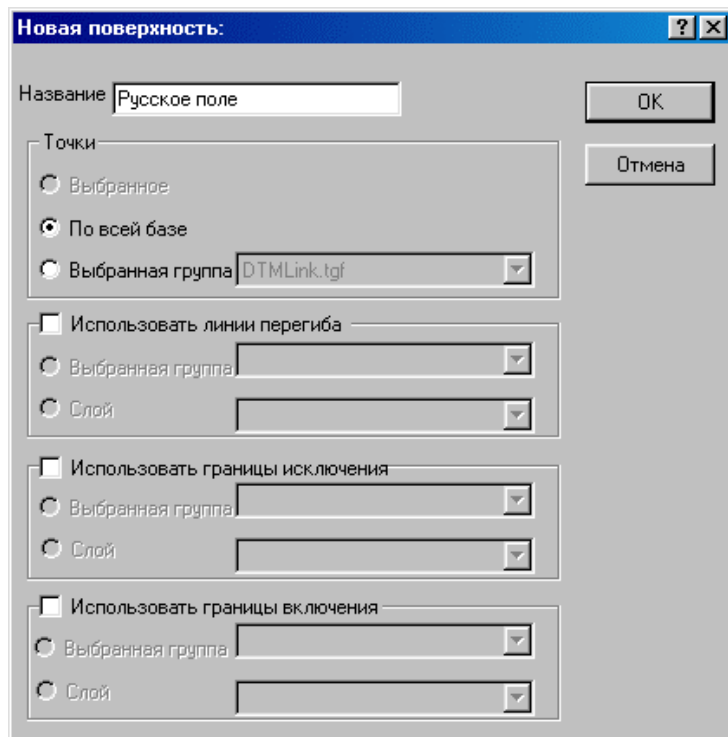 Новая поверхность:
Название Русское поле
OK
Точки
Отмена
Выбранное
По всей базе
Выбранная группа DTMLink.tgf
Использовать линии перегиба
Выбранная группа
Слой
Использовать границы исключения
Выбранная группа
Слой
Использовать границы включения
Выбранная группа
Слой